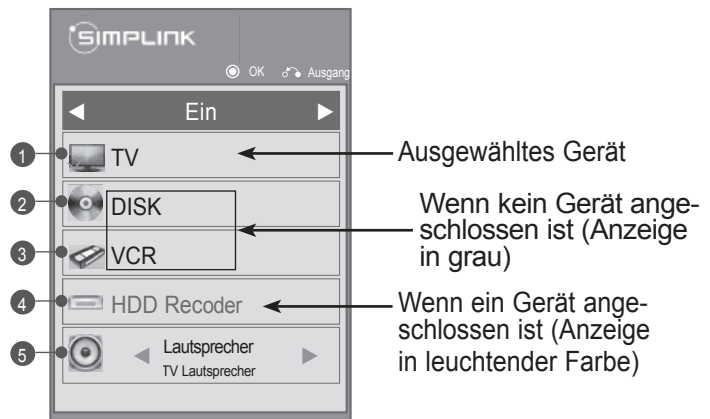 SIMPLINK
OK Ausgang
Ein
1 TV
Ausgewähltes Gerät
2 DISK
3 VCR
Wenn kein Gerät ange-
schlossen ist (Anzeige
in grau)
4 HDD Recoder
Wenn ein Gerät ange-
schlossen ist (Anzeige
in leuchtender Farbe)
5 Lautsprecher
TV Lautsprecher